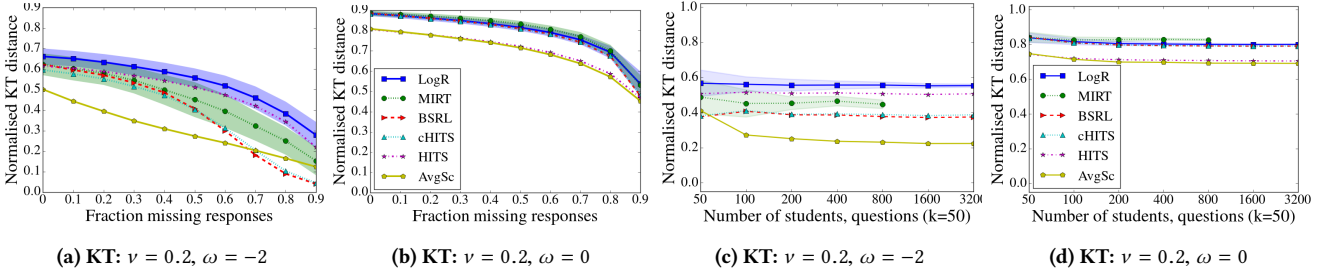 Normalised KT distance
0.9
0.8
0.7
0.6
0.5
0.4
0.3
0.2
0.1
0.0
0 0.1 0.2 0.3 0.4 0.5 0.6 0.7 0.8 0.9
Fraction missing responses
(a) KT: ν = 0.2, ω = −2
Normalised KT distance
0.9
0.8
0.7
0.6
0.5
0.4
0.3
0.2
0.1
0.0
LogR
MIRT
BSRL
cHITS
HITS
AvgSc
0 0.1 0.2 0.3 0.4 0.5 0.6 0.7 0.8 0.9
Fraction missing responses
(b) KT: ν = 0.2, ω = 0
Normalised KT distance
1.0
0.8
0.6
0.4
0.2
0.0
50 100 200 400 800 1600 3200
Number of students, questions (k=50)
(c) KT: ν = 0.2, ω = −2
Normalised KT distance
1.0
0.8
0.6
0.4
0.2
0.0
LogR
MIRT
BSRL
cHITS
HITS
AvgSc
50 100 200 400 800 1600 3200
Number of students, questions (k=50)
(d) KT: ν = 0.2, ω = 0